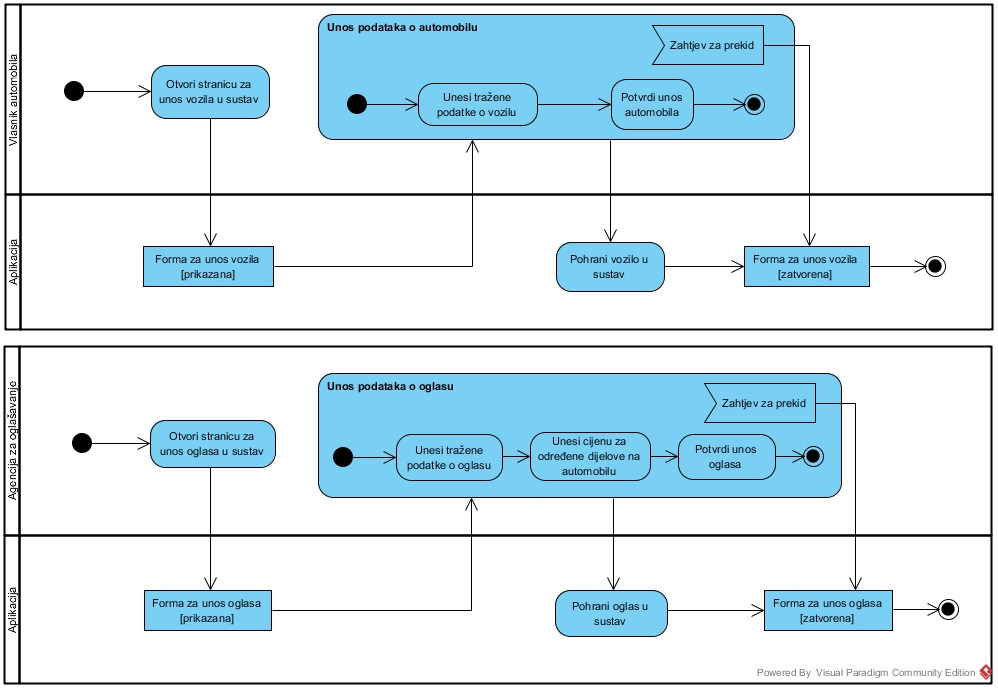 Vlasnik automobila
Otvori stranicu za
unos vozila u sustav
Unos podataka o automobilu
Zahtjev za prekid
Unesi tražene
podatke o vozilu
Potvrdi unos
automobila
Aplikacija
Forma za unos vozila
[prikazana]
Pohrani vozilo u
sustav
Forma za unos vozila
[zatvorena]
Agencija za oglašavanje
Otvori stranicu za
unos oglasa u sustav
Unos podataka o oglasu
Zahtjev za prekid
Unesi tražene
podatke o oglasu
Unesi cijenu za
određene dijelove na
automobilu
Potvrdi unos
oglasa
Aplikacija
Forma za unos oglasa
[prikazana]
Pohrani oglas u
sustav
Forma za unos oglasa
[zatvorena]
Powered By Visual Paradigm Community Edition